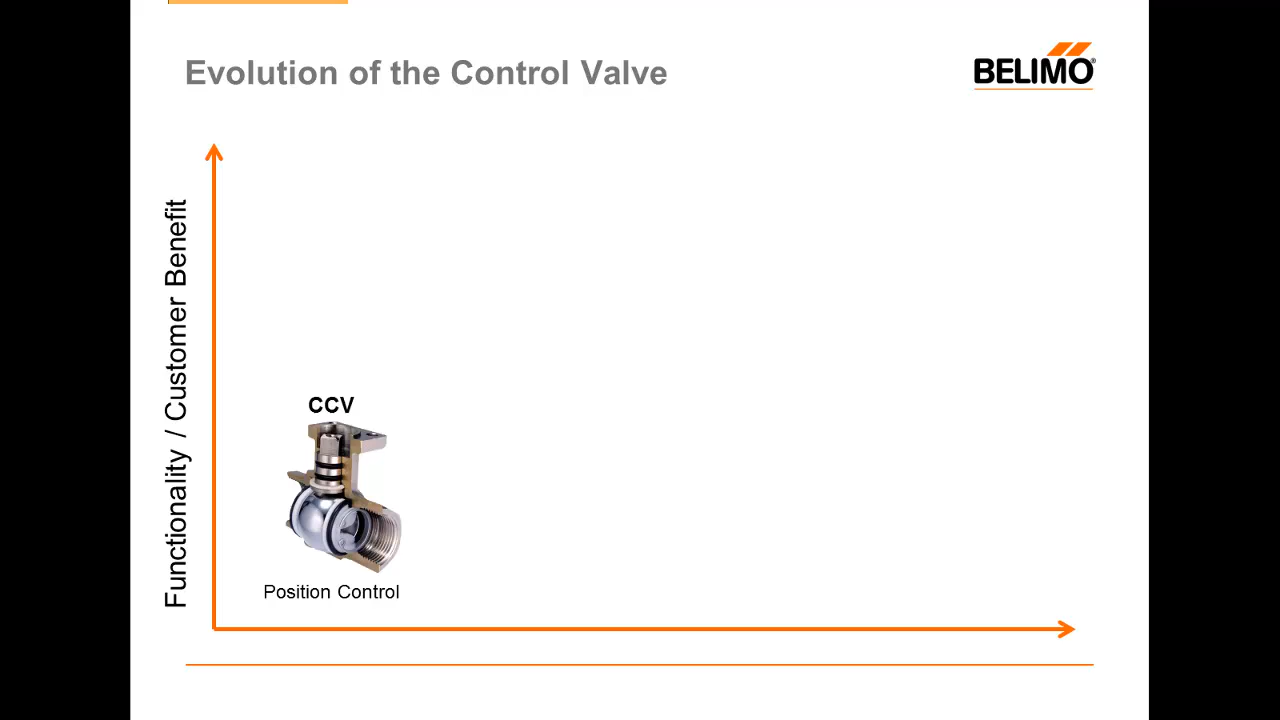 Evolution of the Control Valve
BELIMO®
Functionality / Customer Benefit
CCV
Position Control